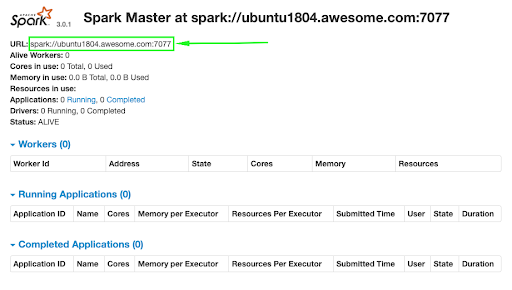 APACHE
Spark 3.0.1 Spark Master at spark://ubuntu1804.awesome.com:7077
URL: spark://ubuntu1804.awesome.com:7077
Alive Workers: 0
Cores in use: 0 Total, 0 Used
Memory in use: 0.0 B Total, 0.0 B Used
Resources in use:
Applications: 0 Running, 0 Completed
Drivers: 0 Running, 0 Completed
Status: ALIVE
Workers (0)
Worker Id Address State Cores Memory Resources
Running Applications (0)
Application ID Name Cores Memory per Executor Resources Per Executor Submitted Time User State Duration
Completed Applications (0)
Application ID Name Cores Memory per Executor Resources Per Executor Submitted Time User State Duration